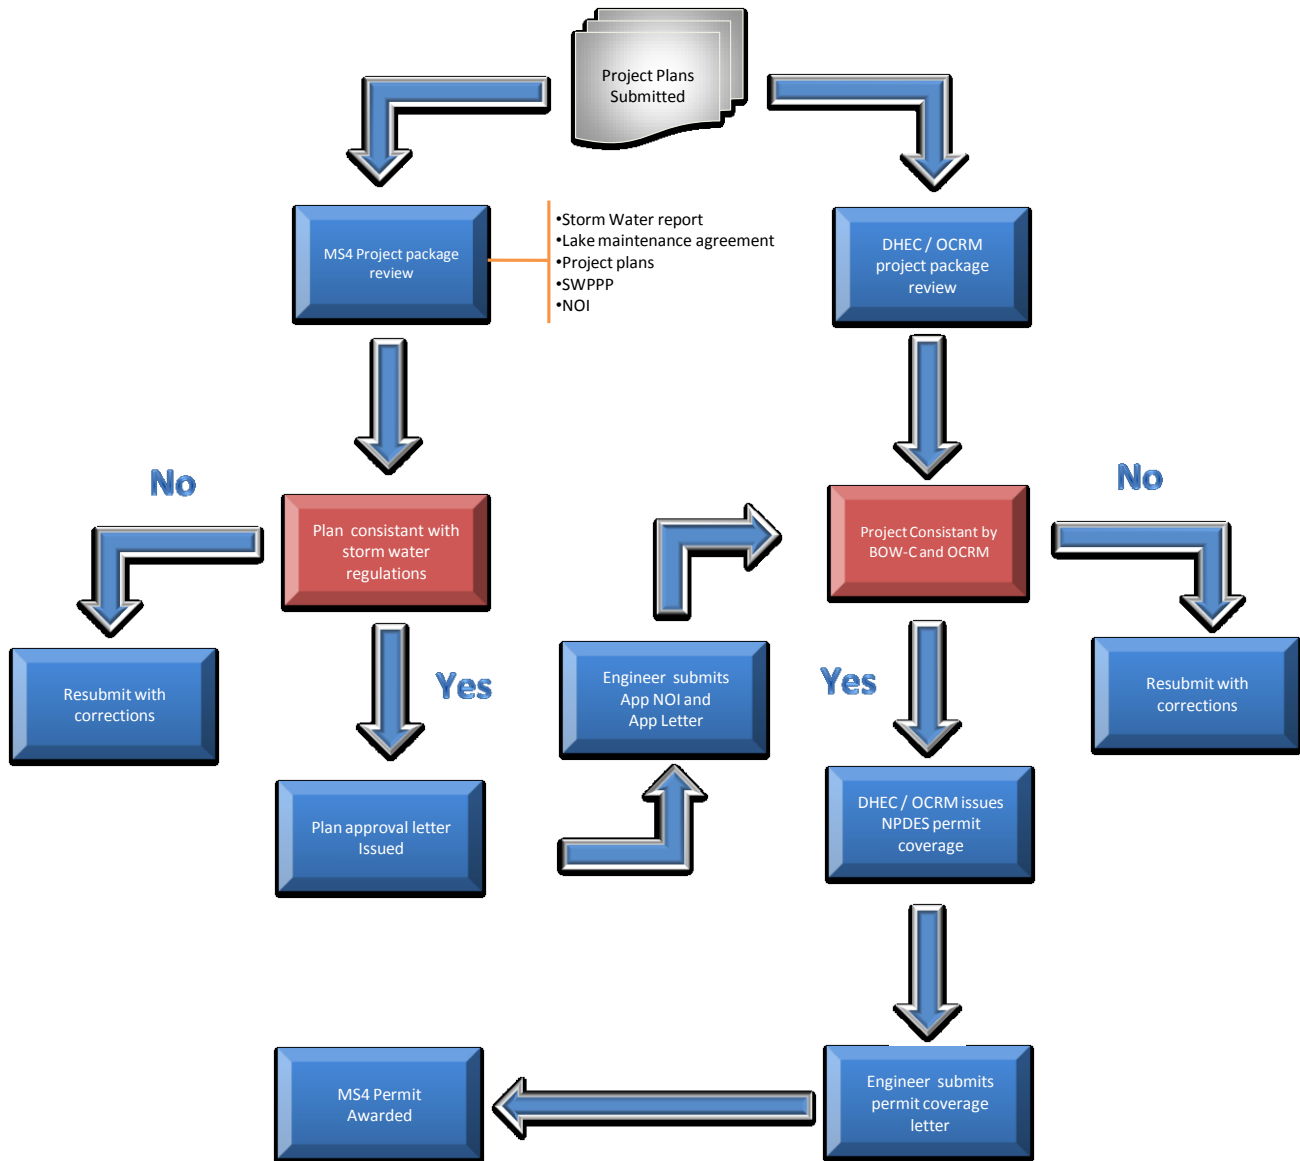 Project Plans
Submitted
MS4 Project package
review
•Storm Water report
•Lake maintenance agreement
•Project plans
•SWPPP
•NOI
DHEC / OCRM
project package
review
No
Plan consistant with
storm water
regulations
Project Consistant by
BOW-C and OCRM
No
Resubmit with
corrections
Yes
Engineer submits
App NOI and
App Letter
Yes
Resubmit with
corrections
Plan approval letter
Issued
DHEC / OCRM issues
NPDES permit
coverage
MS4 Permit
Awarded
Engineer submits
permit coverage
letter